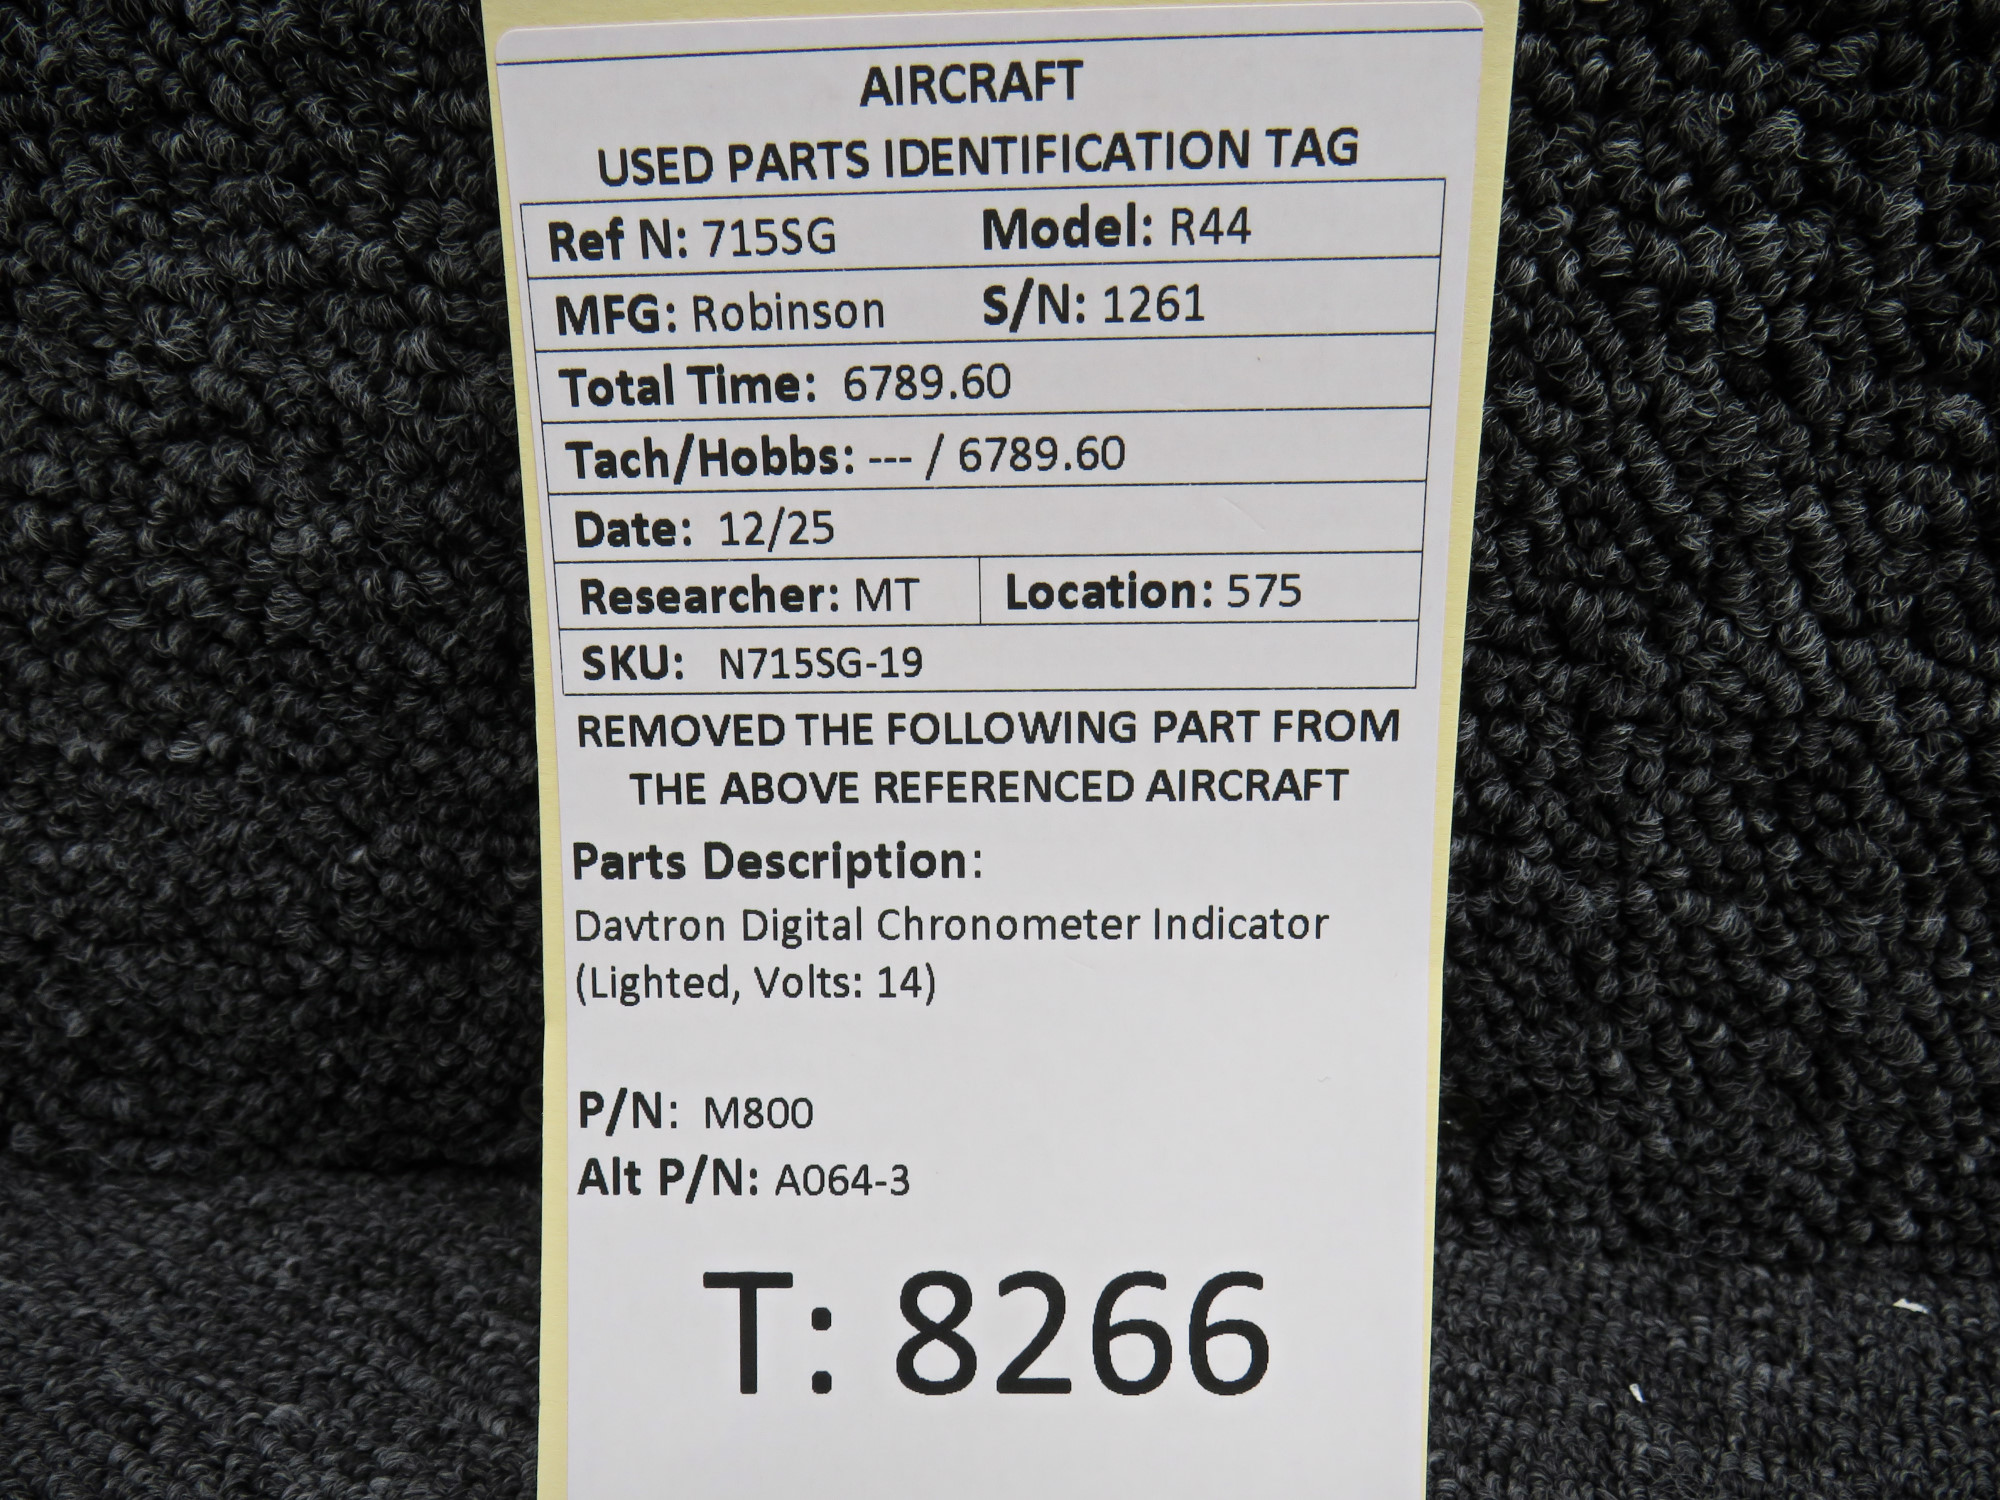 AIRCRAFT
USED PARTS IDENTIFICATION TAG
Ref N: 715SG Model: R44
MFG: Robinson S/N: 1261
Total Time: 6789.60
Tach/Hobbs: --- / 6789.60
Date: 12/25
Researcher: MT Location: 575
SKU: N715SG-19
REMOVED THE FOLLOWING PART FROM
THE ABOVE REFERENCED AIRCRAFT
Parts Description:
Davtron Digital Chronometer Indicator
(Lighted, Volts: 14)
P/N: M800
Alt P/N: A064-3
T: 8266